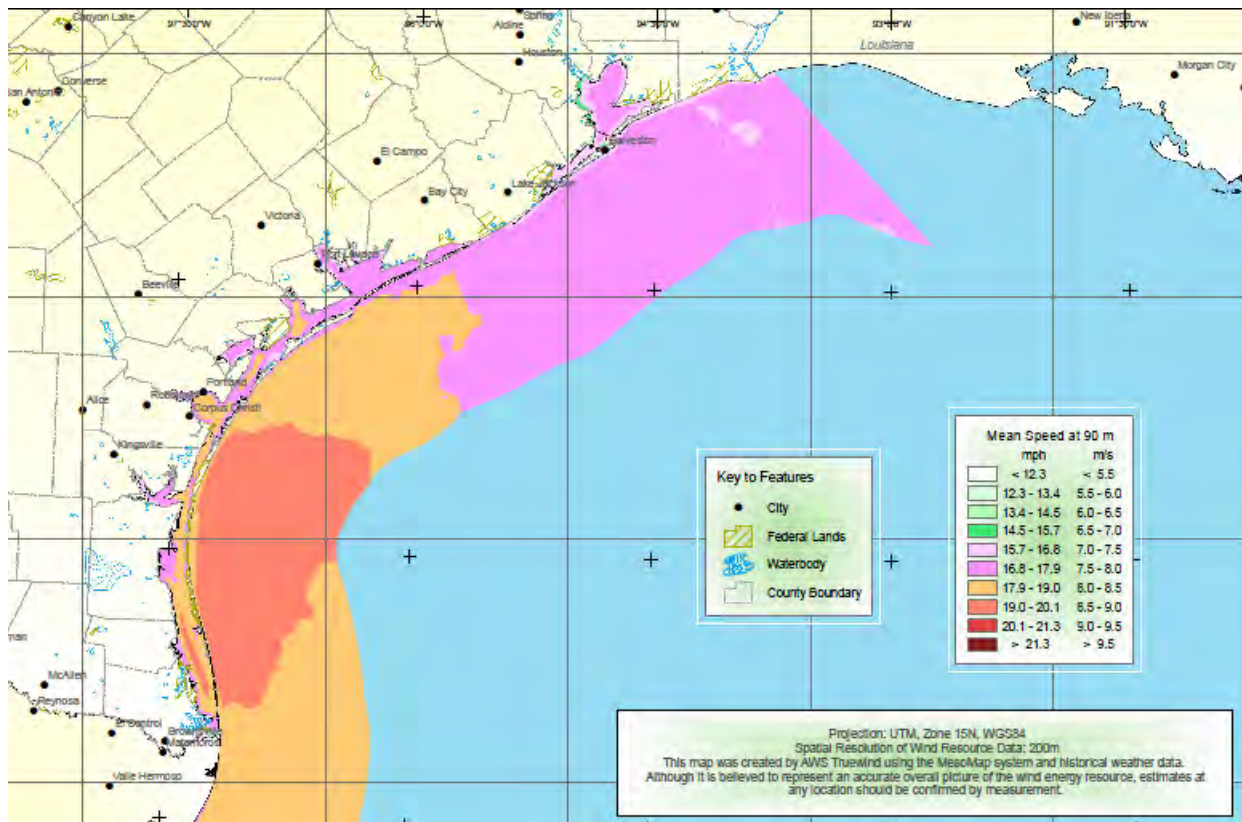 Canyon Lake
97°30'0"W
Spring
Aldine
Houston
New Iberia
Louisiana
Converse
San Antonio
Morgan City
Galveston
El Campo
Lake Jackson
Bay City
Victoria
Port Lavaca
Beeville
Portland
Alice
Corpus Christi
Kingsville
McAllen
Reynosa
El Control
Matamoros
Valle Hermoso
Key to Features
City
Federal Lands
Waterbody
County Boundary
Mean Speed at 90 m
mph m/s
< 12.3 < 5.5
12.3 - 13.4 5.5 - 6.0
13.4 - 14.5 6.0 - 6.5
14.5 - 15.7 6.5 - 7.0
15.7 - 16.8 7.0 - 7.5
16.8 - 17.9 7.5 - 8.0
17.9 - 19.0 8.0 - 8.5
19.0 - 20.1 8.5 - 9.0
20.1 - 21.3 9.0 - 9.5
> 21.3 > 9.5
Projection: UTM, Zone 15N, WGS84
Spatial Resolution of Wind Resource Data: 200m
This map was created by AWS Truewind using the MesoMap system and historical weather data.
Although it is believed to represent an accurate overall picture of the wind energy resource, estimates at
any location should be confirmed by measurement.